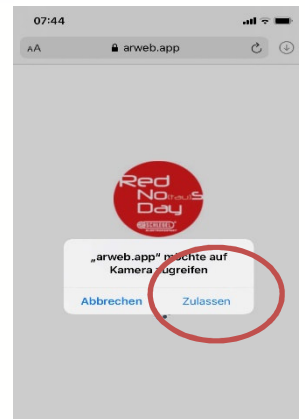 07:44
AA arweb.app
Red
No
Day
„arweb.app" möchte auf
Kamera zugreifen
Abbrechen Zulassen